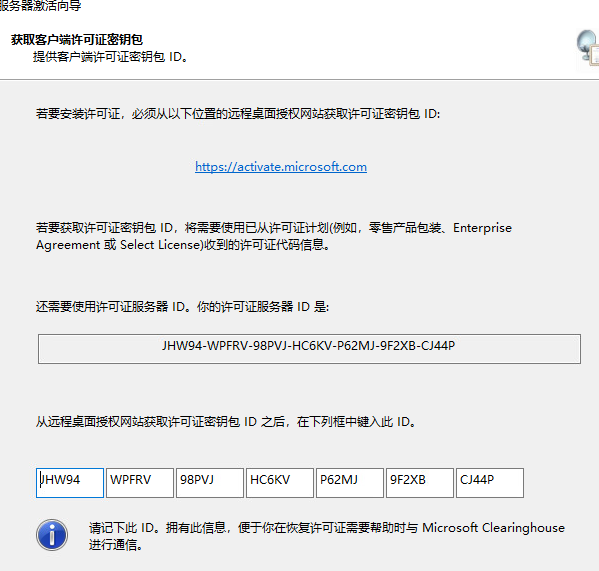 服务器激活向导
获取客户端许可证密钥包
提供客户端许可证密钥包 ID。
若要安装许可证，必须从以下位置的远程桌面授权网站获取许可证密钥包 ID:
https://activate.microsoft.com
若要获取许可证密钥包 ID，将需要使用已从许可证计划(例如，零售产品包装、Enterprise
Agreement 或 Select License)收到的许可证代码信息。
还需要使用许可证服务器 ID。你的许可证服务器 ID 是:
JHW94-WPFRV-98PVJ-HC6KV-P62MJ-9F2XB-CJ44P
从远程桌面授权网站获取许可证密钥包 ID 之后，在下列框中键入此 ID。
JHW94 WPFRV 98PVJ HC6KV P62MJ 9F2XB CJ44P
请记下此 ID。拥有此信息，便于你在恢复许可证需要帮助时与 Microsoft Clearinghouse
进行通信。